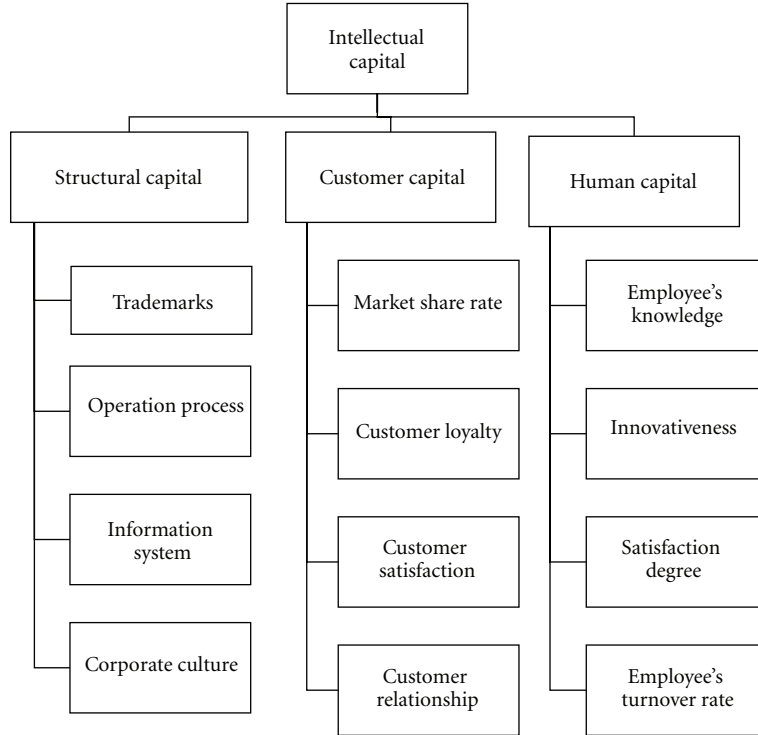 Intellectual
capital
Structural capital
Customer capital
Human capital
Trademarks
Operation process
Information
system
Corporate culture
Market share rate
Customer loyalty
Customer
satisfaction
Customer
relationship
Employee's
knowledge
Innovativeness
Satisfaction
degree
Employee's
turnover rate